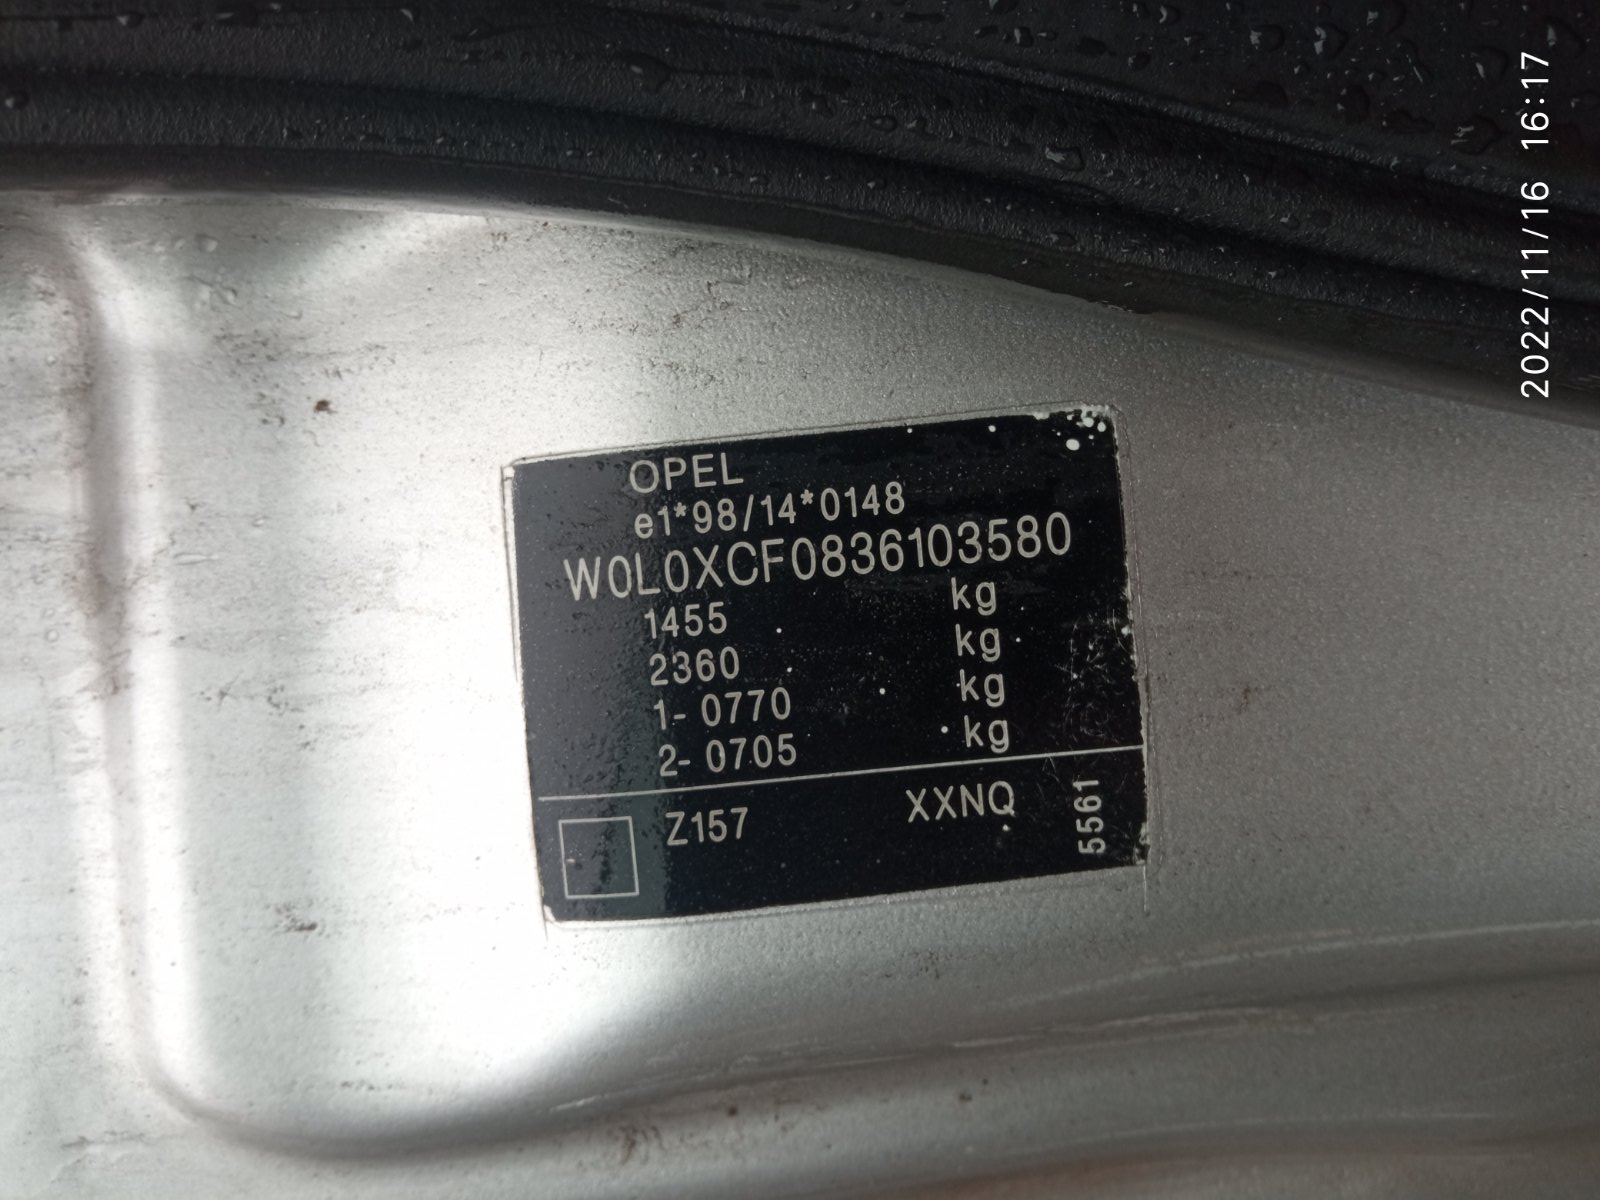 OPEL
e1*98/14*0148
W0L0XCF0836103580
1455 kg
2360 kg
1- 0770 kg
2- 0705 kg
Z157 XXNQ
5561
2022/11/16 16:17